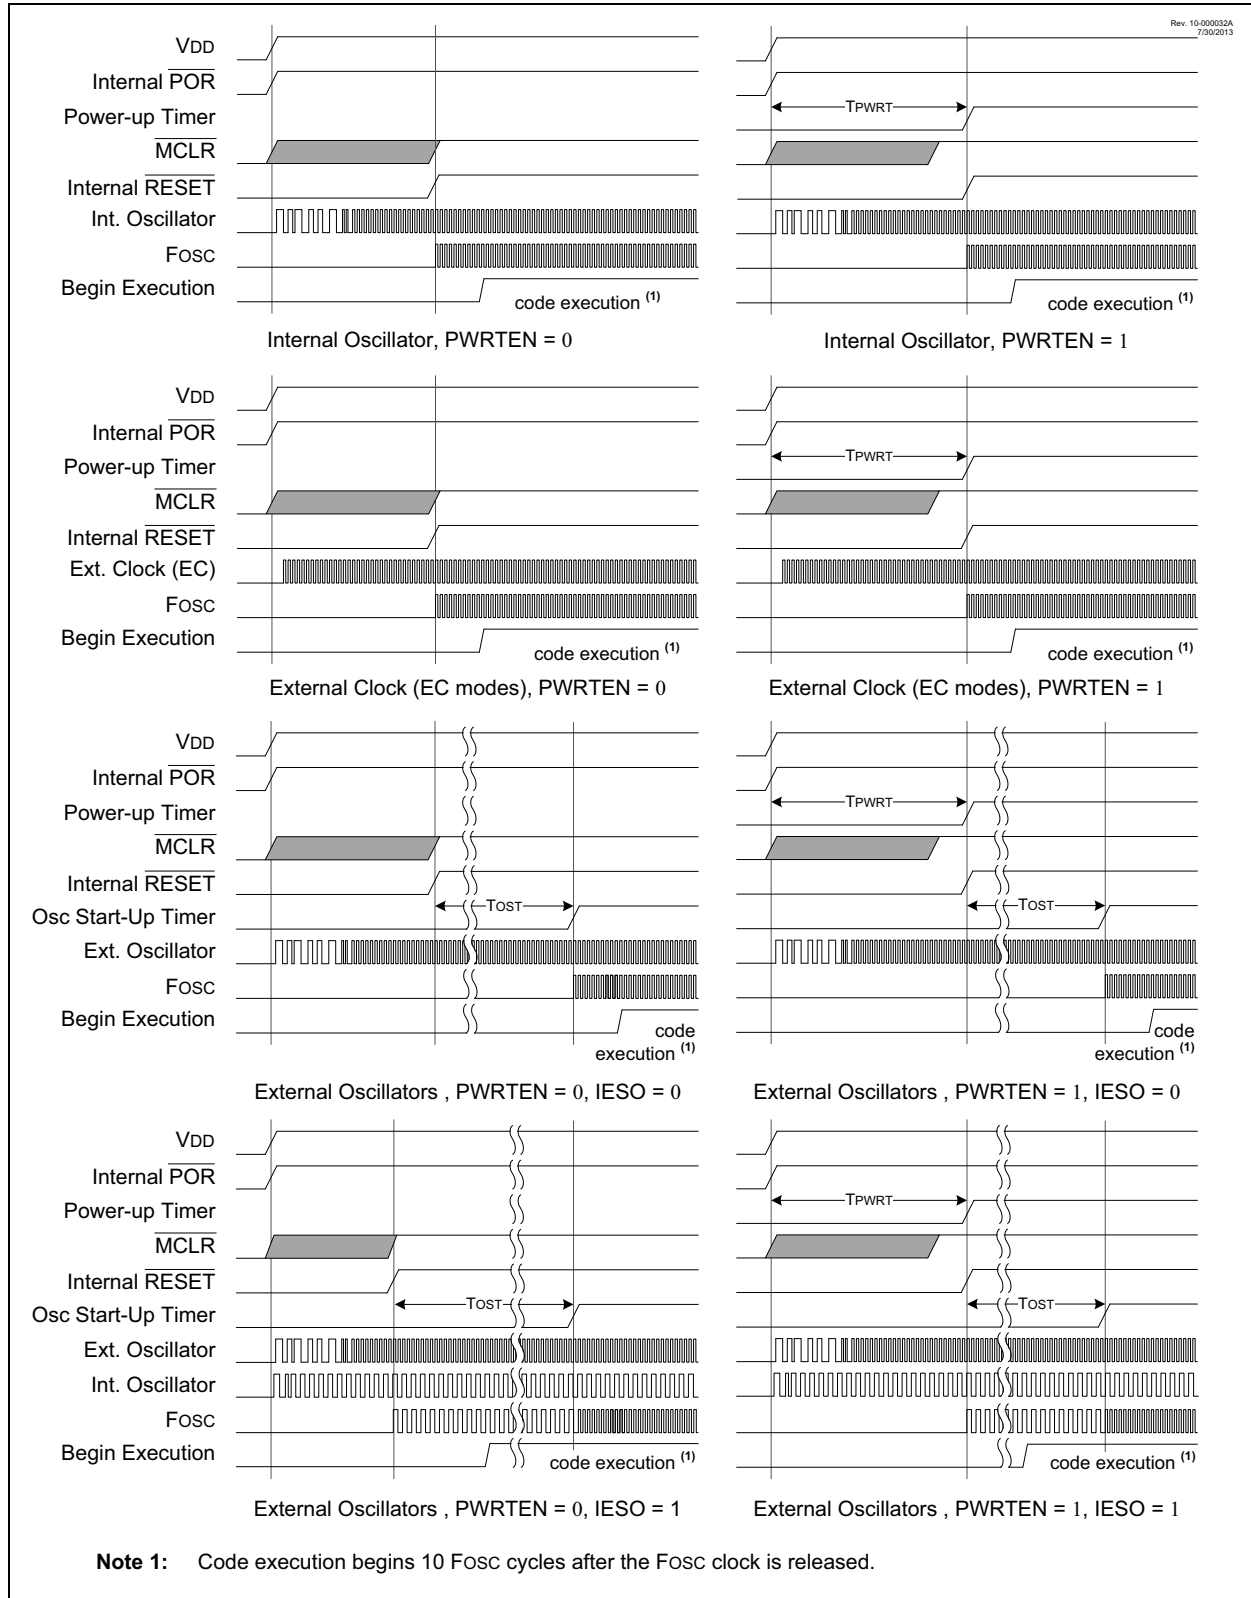 Rev. 10-000032A
7/30/2013
VDD
Internal POR
Power-up Timer
MCLR
Internal RESET
Int. Oscillator
FOSC
Begin Execution
code execution (1)
Internal Oscillator, PWRTEN = 0
TPWRT
code execution (1)
Internal Oscillator, PWRTEN = 1
VDD
Internal POR
Power-up Timer
MCLR
Internal RESET
Ext. Clock (EC)
FOSC
Begin Execution
code execution (1)
External Clock (EC modes), PWRTEN = 0
TPWRT
code execution (1)
External Clock (EC modes), PWRTEN = 1
VDD
Internal POR
Power-up Timer
MCLR
Internal RESET
Osc Start-Up Timer
Ext. Oscillator
FOSC
Begin Execution
TOST
code
execution (1)
External Oscillators , PWRTEN = 0, IESO = 0
TPWRT
TOST
code
execution (1)
External Oscillators , PWRTEN = 1, IESO = 0
VDD
Internal POR
Power-up Timer
MCLR
Internal RESET
Osc Start-Up Timer
Ext. Oscillator
Int. Oscillator
FOSC
Begin Execution
TOST
code execution (1)
External Oscillators , PWRTEN = 0, IESO = 1
TPWRT
TOST
code execution (1)
External Oscillators , PWRTEN = 1, IESO = 1
Note 1: Code execution begins 10 FOSC cycles after the FOSC clock is released.